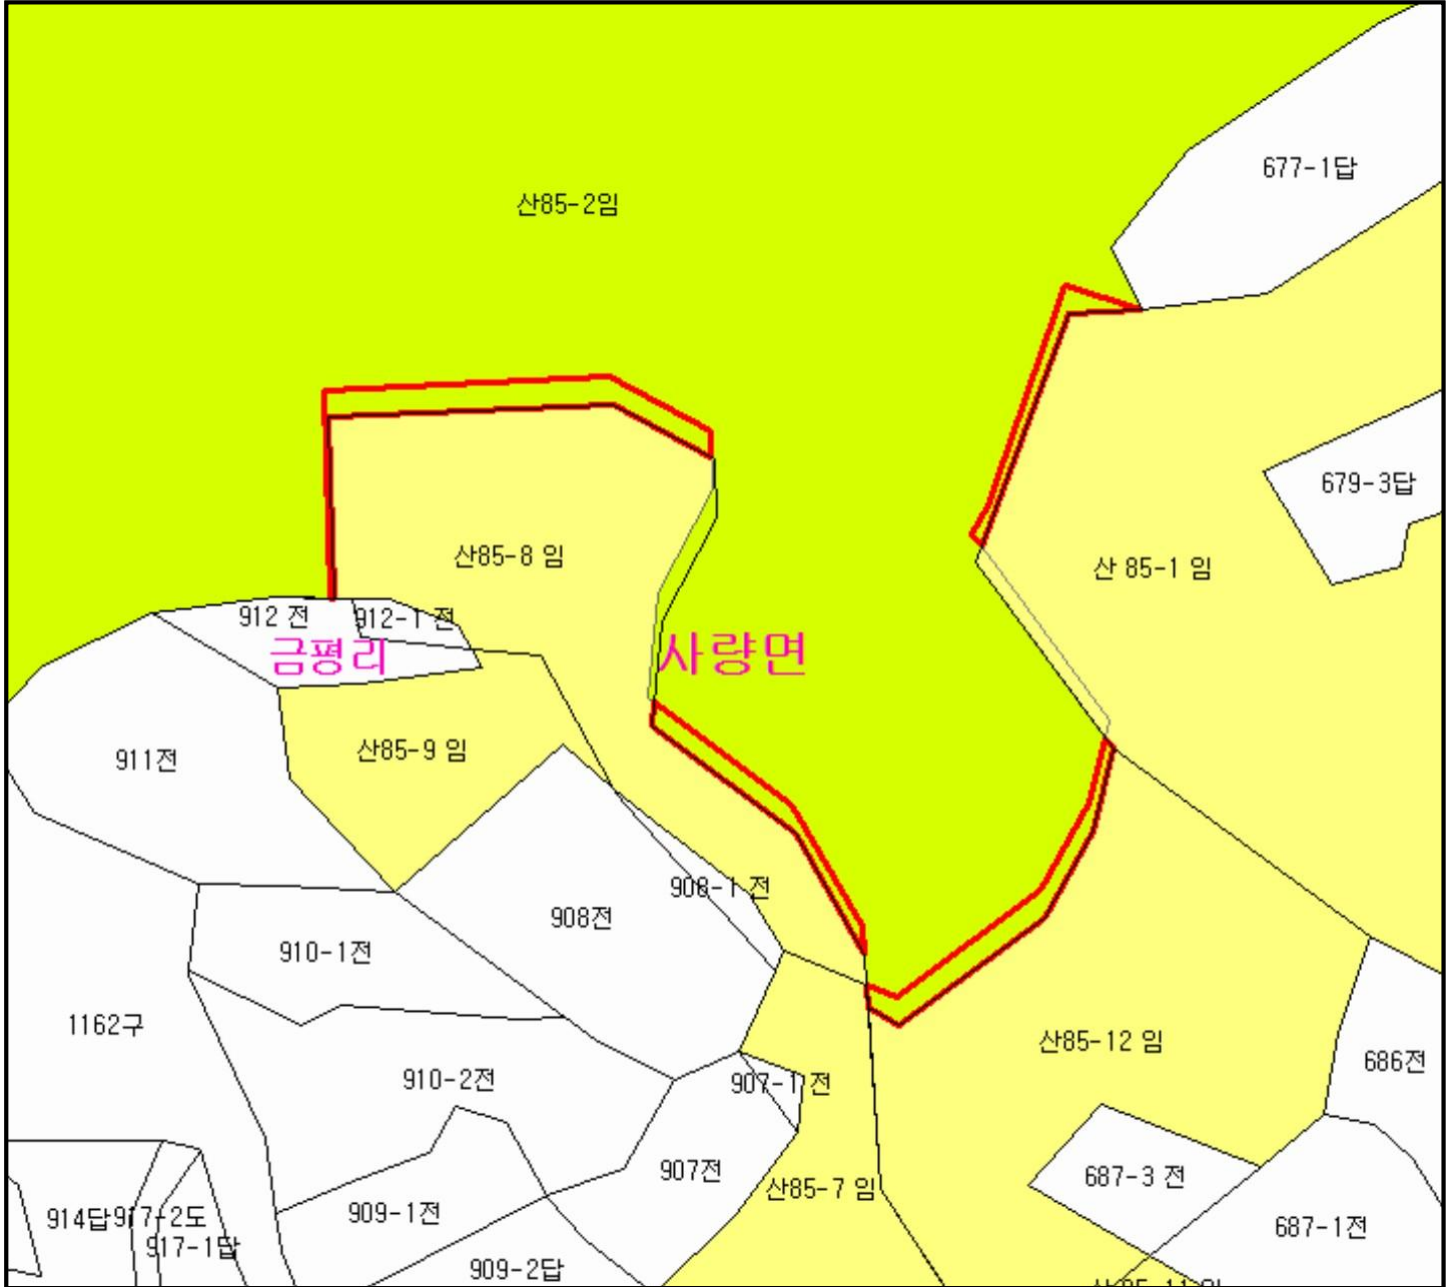 677-1답
산85-2임
679-3답
산85-8 임
산 85-1 임
912 전
912-1 전
금평리
사량면
산85-9 임
911전
908-1 전
908전
910-1전
1162구
산85-12 임
686전
910-2전
907-1 전
907전
687-3 전
산85-7 임
914답
917-2도
909-1전
687-1전
917-1답
909-2답
산85-11 임